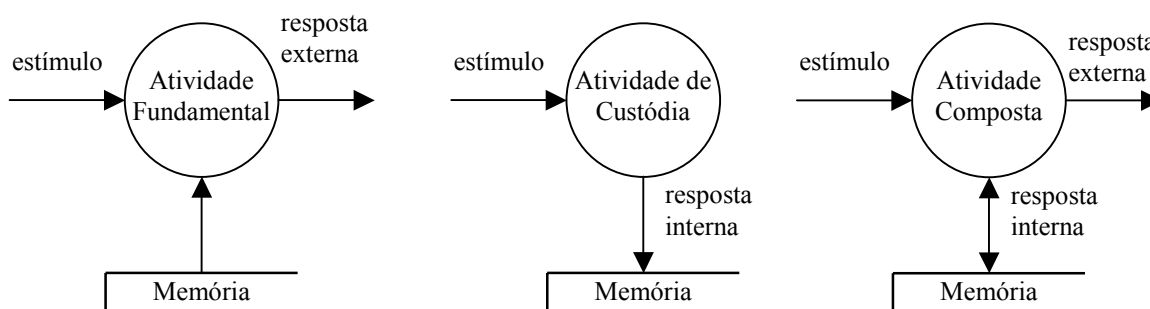 resposta
externa
estímulo
Atividade
Fundamental
Memória
estímulo
Atividade de
Custódia
resposta
interna
Memória
estímulo
Atividade
Composta
resposta
externa
resposta
interna
Memória